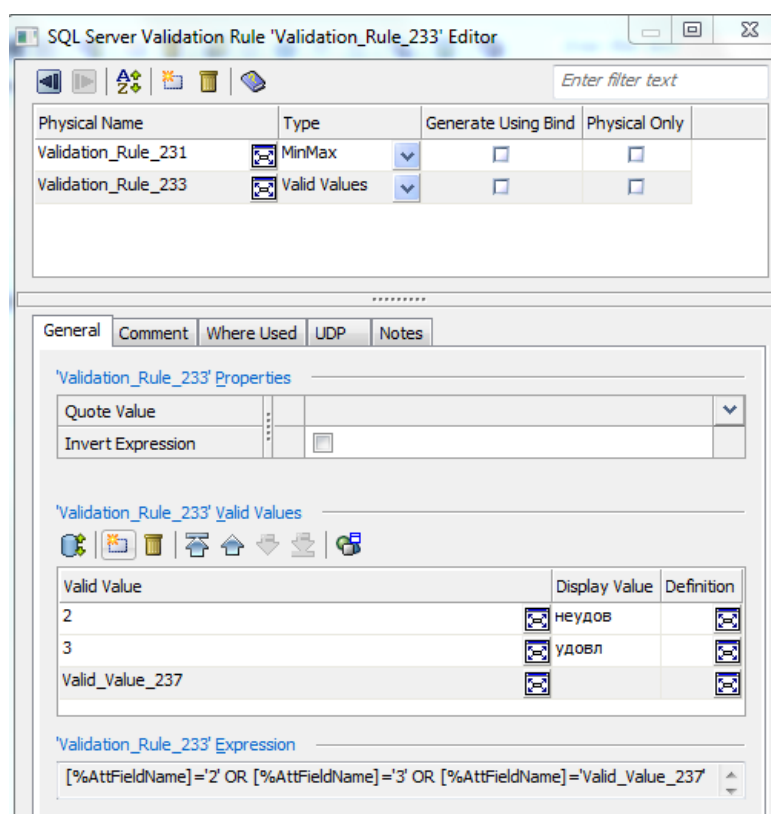 SQL Server Validation Rule 'Validation_Rule_233' Editor
Enter filter text
Physical Name Type Generate Using Bind Physical Only
Validation_Rule_231 MinMax
Validation_Rule_233 Valid Values
General Comment Where Used UDP Notes
'Validation_Rule_233' Properties
Quote Value
Invert Expression
'Validation_Rule_233' Valid Values
Valid Value Display Value Definition
2 неудов
3 удовл
Valid_Value_237
'Validation_Rule_233' Expression
[%AttFieldName]='2' OR [%AttFieldName]='3' OR [%AttFieldName]='Valid_Value_237'